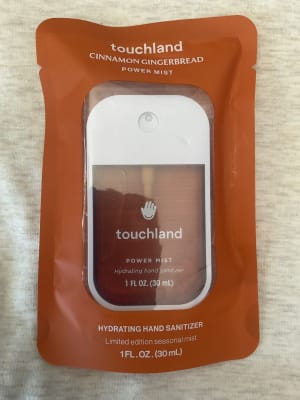 touchland
CINNAMON GINGERBREAD
POWER MIST
touchland
POWER MIST
Hydrating hand sanitizer
1 FL OZ. (30 mL)
HYDRATING HAND SANITIZER
Limited edition seasonal mist
1 FL. OZ. (30 mL)